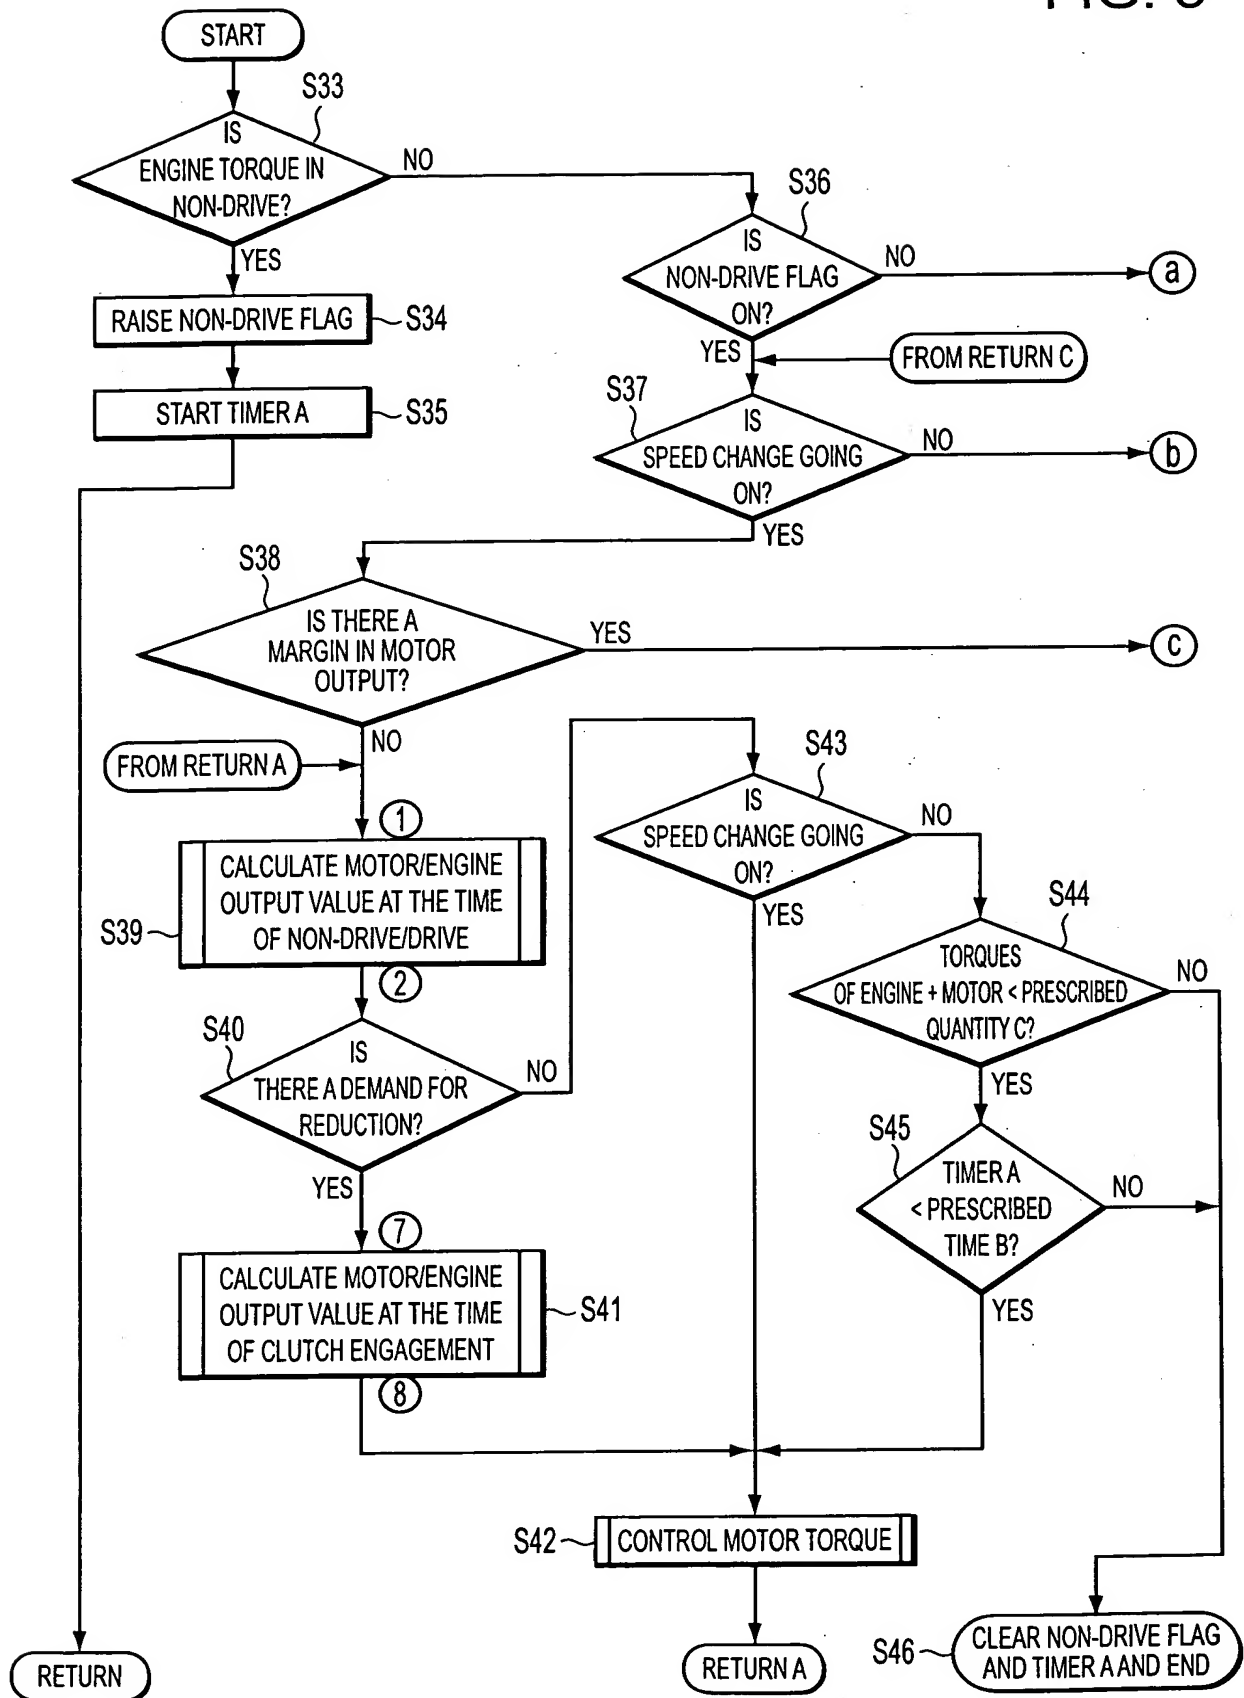 START
S33
IS
ENGINE TORQUE IN
NON-DRIVE?
NO
YES
RAISE NON-DRIVE FLAG
S34
START TIMER A
S35
S36
IS
NON-DRIVE FLAG
ON?
NO
a
YES
FROM RETURN C
S37
IS
SPEED CHANGE GOING
ON?
NO
b
YES
S38
IS THERE A
MARGIN IN MOTOR
OUTPUT?
YES
c
NO
FROM RETURN A
1
CALCULATE MOTOR/ENGINE
OUTPUT VALUE AT THE TIME
OF NON-DRIVE/DRIVE
S39
2
S40
IS
THERE A DEMAND FOR
REDUCTION?
NO
YES
7
CALCULATE MOTOR/ENGINE
OUTPUT VALUE AT THE TIME
OF CLUTCH ENGAGEMENT
S41
8
S43
IS
SPEED CHANGE GOING
ON?
NO
YES
S44
TORQUES
OF ENGINE + MOTOR < PRESCRIBED
QUANTITY C?
NO
YES
S45
TIMER A
< PRESCRIBED
TIME B?
NO
YES
S42
CONTROL MOTOR TORQUE
RETURN
RETURN A
S46
CLEAR NON-DRIVE FLAG
AND TIMER A AND END